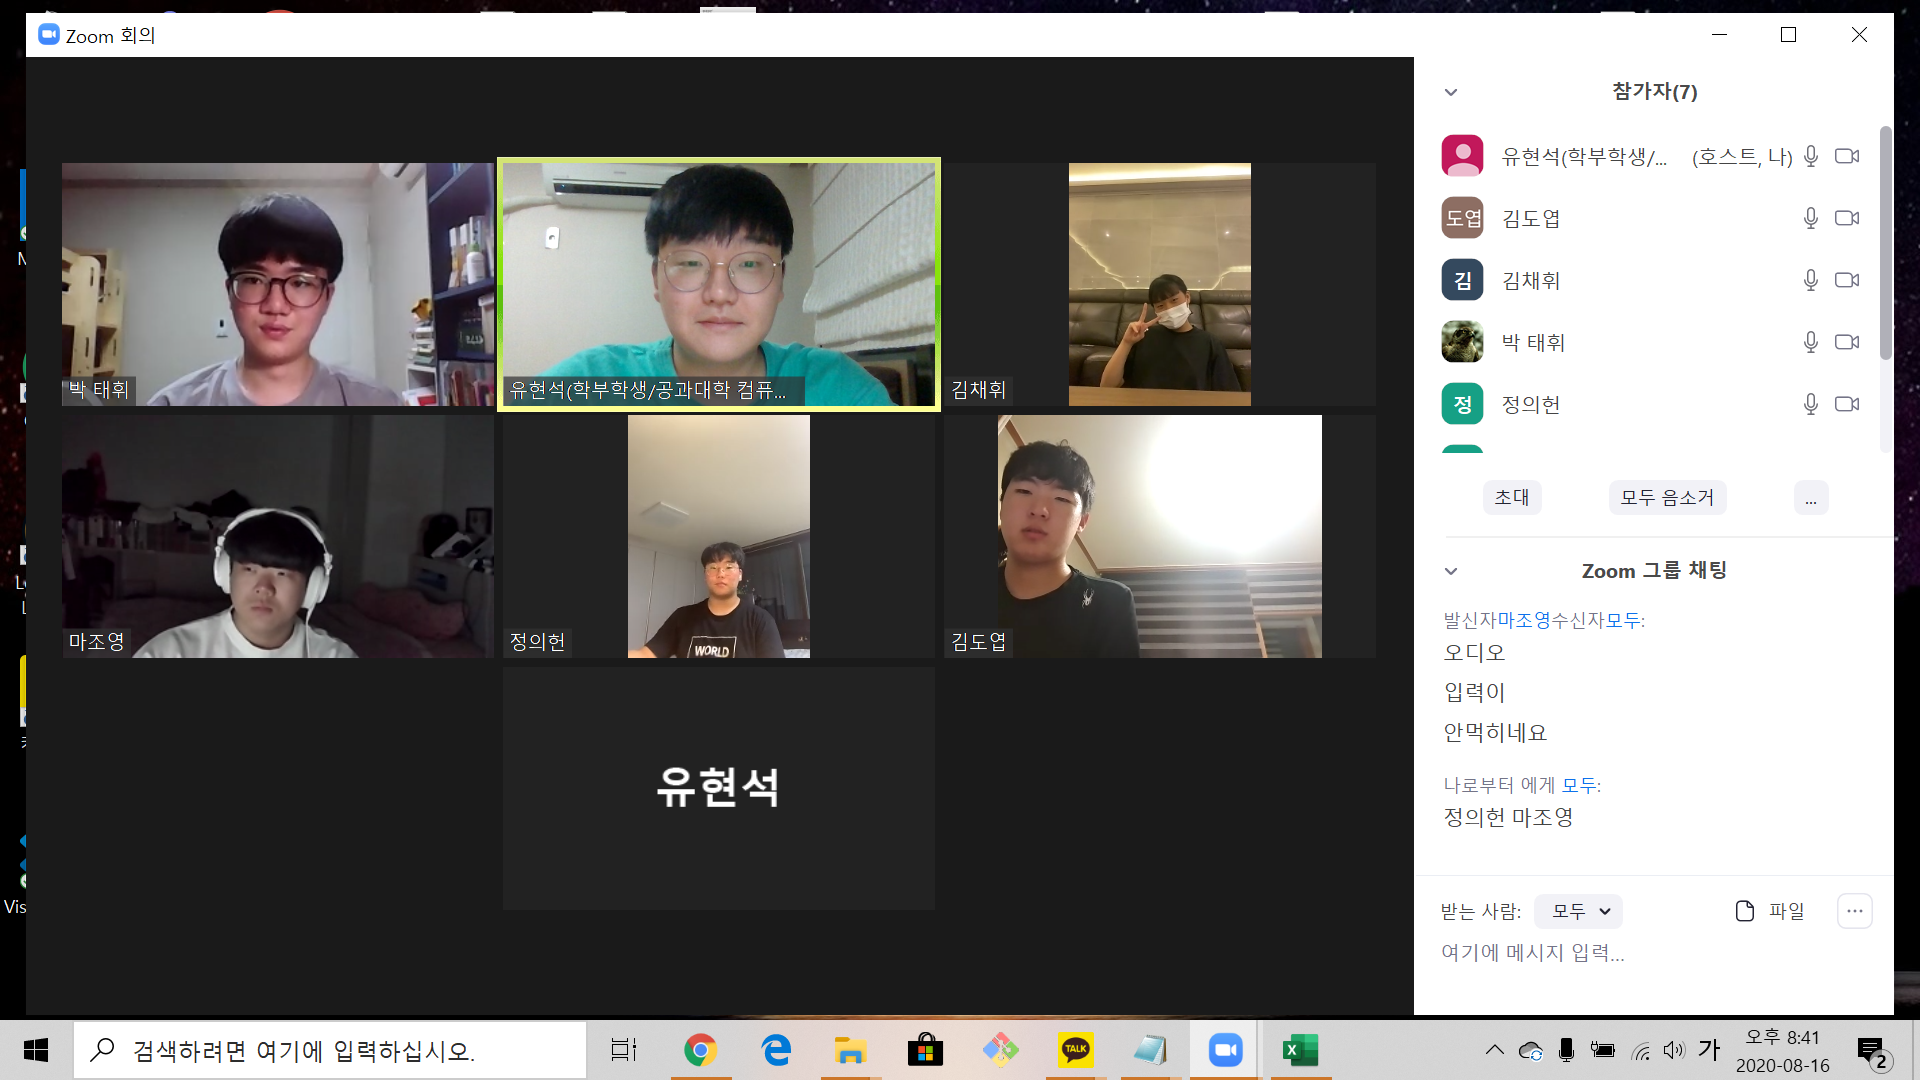 Zoom 회의
참가자(7)
유현석(학부학생/... (호스트, 나)
도엽 김도엽
김 김채휘
박 태휘
정 정의헌
초대 모두 음소거 ...
Zoom 그룹 채팅
발신자마조영수신자모두:
오디오
입력이
안먹히네요
나로부터 에게 모두:
정의헌 마조영
받는 사람: 모두 파일 ...
여기에 메시지 입력...
박 태휘
유현석(학부학생/공과대학 컴퓨...
김채휘
마조영
정의헌
WORLD
김도엽
유현석
Vis
검색하려면 여기에 입력하십시오.
TALK
가
오후 8:41
2020-08-16
2